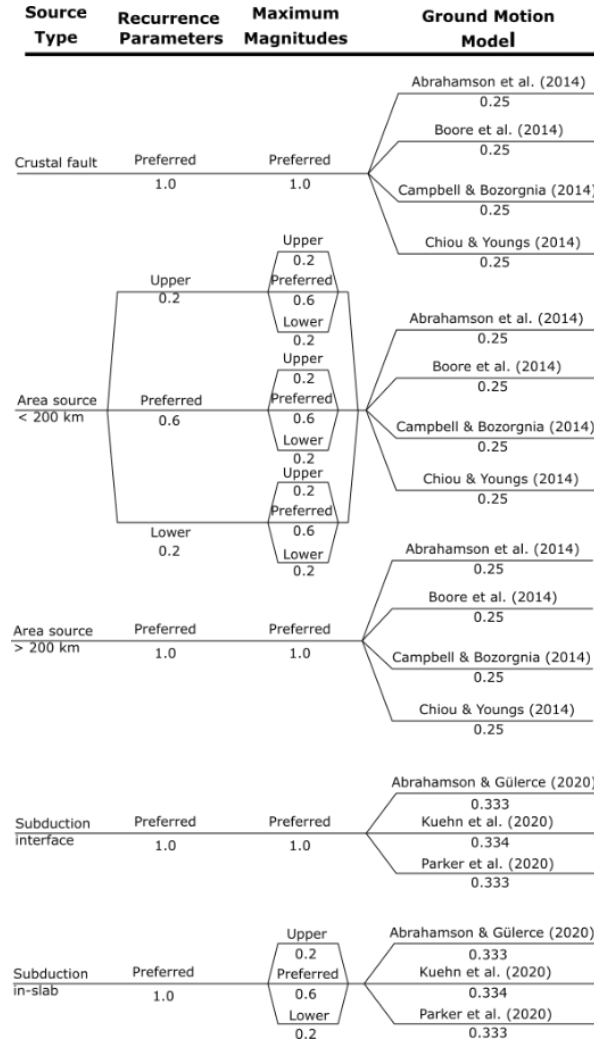 Source Type
Recurrence Parameters
Maximum Magnitudes
Ground Motion Model
Crustal fault
Preferred
1.0
Preferred
1.0
Abrahamson et al. (2014)
0.25
Boore et al. (2014)
0.25
Campbell & Bozorgnia (2014)
0.25
Chiou & Youngs (2014)
0.25
Area source
< 200 km
Upper
0.2
Preferred
0.6
Lower
0.2
Upper
0.2
Preferred
0.6
Lower
0.2
Upper
0.2
Preferred
0.6
Lower
0.2
Upper
0.2
Preferred
0.6
Lower
0.2
Abrahamson et al. (2014)
0.25
Boore et al. (2014)
0.25
Campbell & Bozorgnia (2014)
0.25
Chiou & Youngs (2014)
0.25
Area source
> 200 km
Preferred
1.0
Preferred
1.0
Abrahamson et al. (2014)
0.25
Boore et al. (2014)
0.25
Campbell & Bozorgnia (2014)
0.25
Chiou & Youngs (2014)
0.25
Subduction
interface
Preferred
1.0
Preferred
1.0
Abrahamson & Gülerce (2020)
0.333
Kuehn et al. (2020)
0.334
Parker et al. (2020)
0.333
Subduction
in-slab
Preferred
1.0
Upper
0.2
Preferred
0.6
Lower
0.2
Abrahamson & Gülerce (2020)
0.333
Kuehn et al. (2020)
0.334
Parker et al. (2020)
0.333